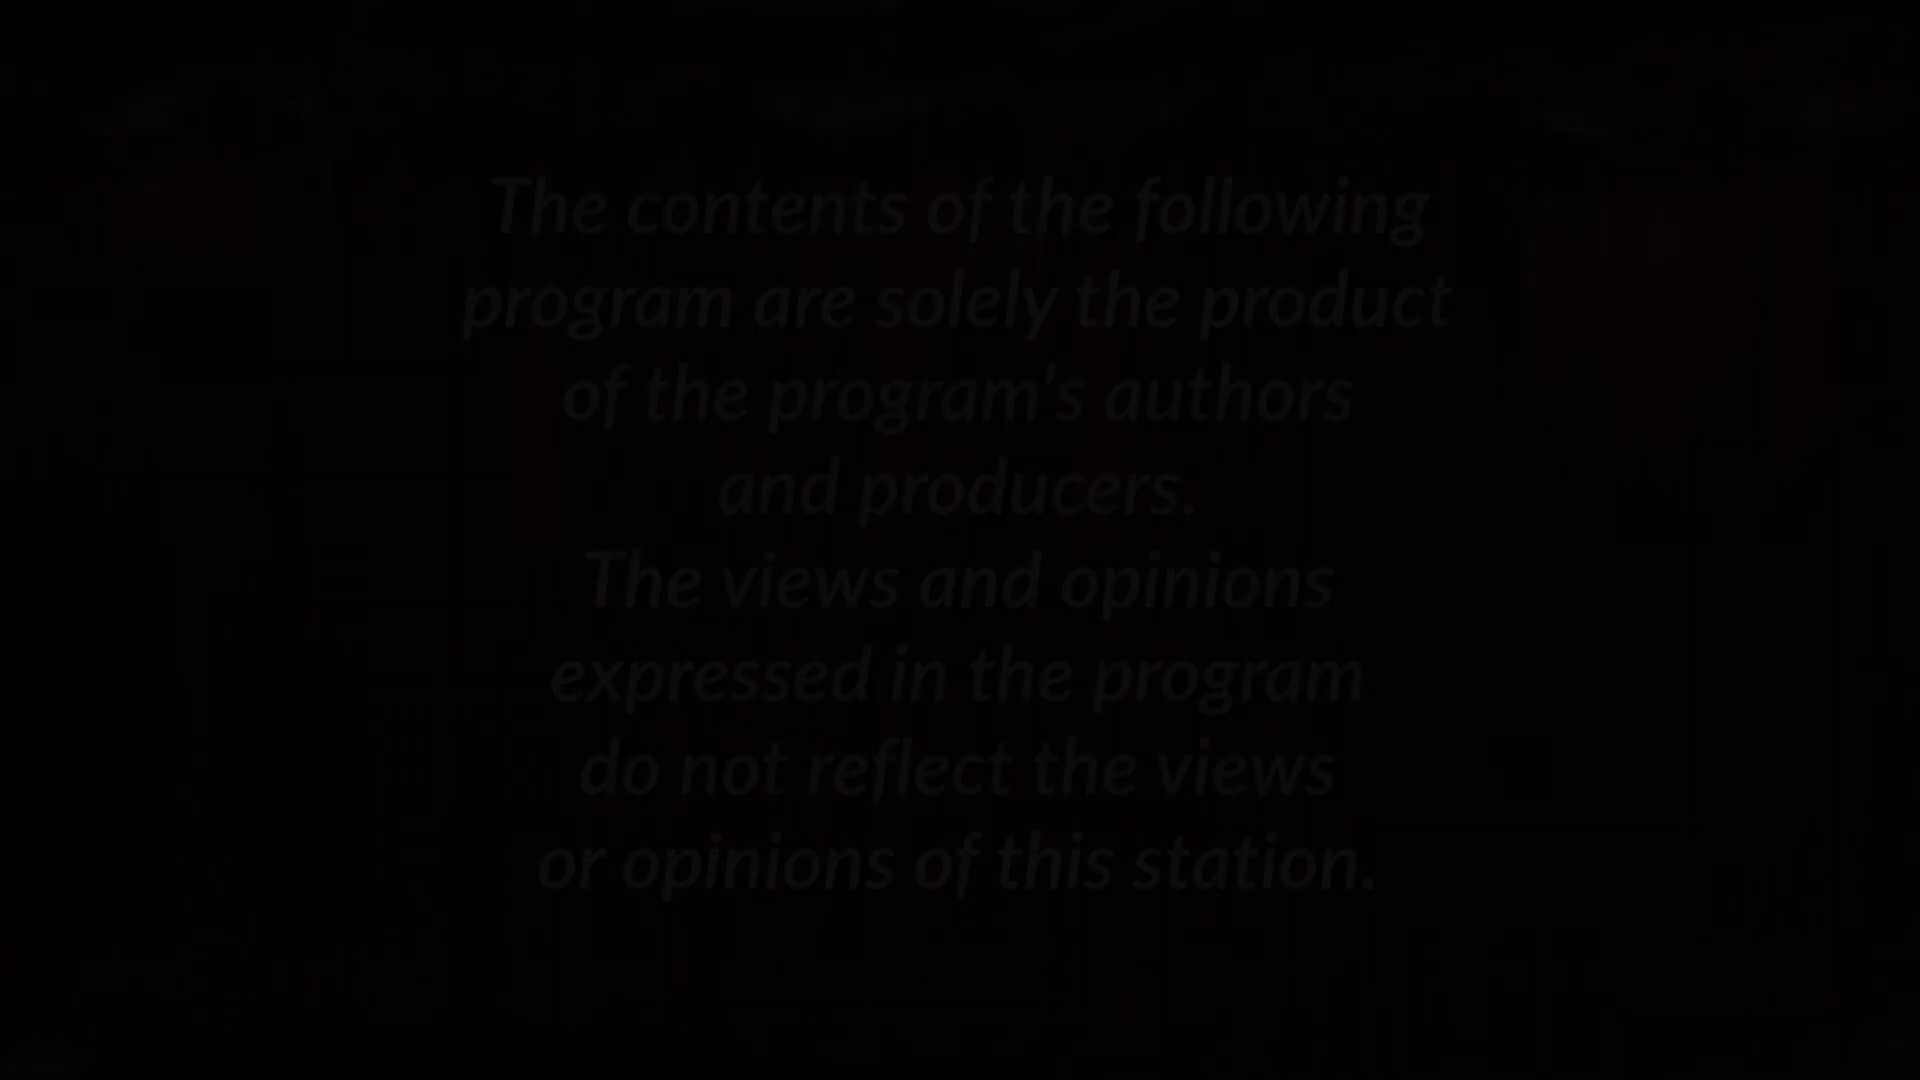 The contents of the following
program are solely the product
of the program's authors
and producers.
The views and opinions
expressed in the program
do not reflect the views
or opinions of this station.